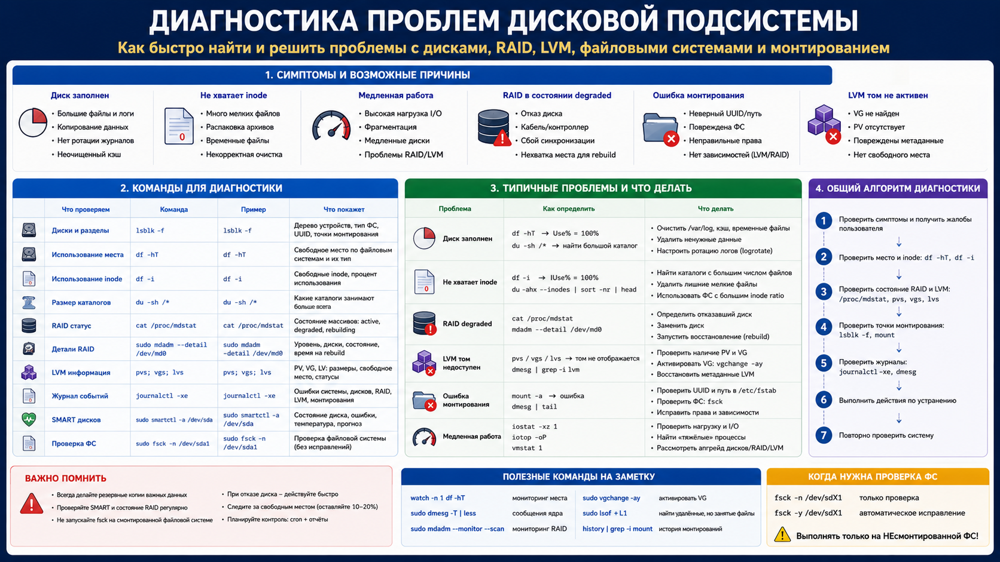 ДИАГНОСТИКА ПРОБЛЕМ ДИСКОВОЙ ПОДСИСТЕМЫ
Как быстро найти и решить проблемы с дисками, RAID, LVM, файловыми системами и монтированием
1. СИМПТОМЫ И ВОЗМОЖНЫЕ ПРИЧИНЫ
Диск заполнен
• Большие файлы и логи
• Копирование данных
• Нет ротации журналов
• Неочищенный кэш
Не хватает inode
0
• Много мелких файлов
• Распаковка архивов
• Временные файлы
• Некорректная очистка
Медленная работа
• Высокая нагрузка I/O
• Фрагментация
• Медленные диски
• Проблемы RAID/LVM
RAID в состоянии degraded
• Отказ диска
• Кабель/контроллер
• Сбой синхронизации
• Нехватка места для rebuild
Ошибка монтирования
• Неверный UUID/путь
• Повреждена ФС
• Неправильные права
• Нет зависимостей (LVM/RAID)
LVM том не активен
• VG не найден
• PV отсутствует
• Повреждены метаданные
• Нет свободного места
2. КОМАНДЫ ДЛЯ ДИАГНОСТИКИ
Что проверяем Команда Пример Что покажет
Диски и разделы lsblk -f lsblk -f Дерево устройств, тип ФС,
UUID, точки монтирования
Использование места df -hT df -hT Свободное место по файловым
системам и их тип
Использование inode df -i df -i Свободные inode, процент
использования
Размер каталогов du -sh /* du -sh /* Какие каталоги занимают
больше всега
RAID статус cat /proc/mdstat cat /proc/mdstat Состояние массивов: active,
degraded, rebuilding
Детали RAID sudo mdadm --detail sudo mdadm Уровень, диски, состояние,
/dev/md0 -detail /dev/md0 время на rebuild
LVM информация pvs; vgs; lvs pvs; vgs; lvs PV, VG, LV: размеры, свободное
место, статусы
Журнал событий journalctl -xe journalctl -xe Ошибки системы, дисков, RAID,
LVM, монтирования
SMART дисков sudo smartctl -a /dev/sda sudo smartctl -a Состояние диска, ошибки,
/dev/sda температура, прогноз
Проверка ФС sudo fsck -n /dev/sda1 sudo fsck -n Проверка файловой системы
/dev/sda1 (без исправлений)
3. ТИПИЧНЫЕ ПРОБЛЕМЫ И ЧТО ДЕЛАТЬ
Проблема Как определить Что делать
Диск заполнен
df -hT → Use% = 100%
du -sh /* → найти большой каталог
• Очистить /var/log, кэш, временные файлы
• Удалить ненужные данные
• Настроить ротацию логов (logrotate)
Не хватает inode
df -i → IUse% = 100%
du -ahx --inodes | sort -nr | head
• Найти каталоги с большим числом файлов
• Удалить лишние мелкие файлы
• Использовать ФС с большим inode ratio
RAID degraded
cat /proc/mdstat
mdadm --detail /dev/md0
• Определить отказавший диск
• Заменить диск
• Запустить восстановление (rebuild)
LVM том
недоступен
pvs / vgs / lvs → том не отображается
dmesg | grep -i lvm
• Проверить наличие PV и VG
• Активировать VG: vgchange -ay
• Восстановить метаданные LVM
Ошибка
монтирования
mount -a → ошибка
dmesg | tail
• Проверить UUID и путь в /etc/fstab
• Проверить ФС: fsck
• Исправить права и зависимости
Медленная работа
iostat -xz 1
iotop -oP
vmstat 1
• Проверить нагрузку и I/O
• Найти «тяжёлые» процессы
• Рассмотреть апгрейд дисков/RAID/LVM
4. ОБЩИЙ АЛГОРИТМ ДИАГНОСТИКИ
1 Проверить симптомы и получить жалобы
пользователя
↓
2 Проверить место и inode: df -hT, df -i
↓
3 Проверить состояние RAID и LVM:
/proc/mdstat, pvs, vgs, lvs
↓
4 Проверить точки монтирования:
lsblk -f, mount
↓
5 Проверить журналы:
journalctl -xe, dmesg
↓
6 Выполнить действия по устранению
↓
7 Повторно проверить систему
ВАЖНО ПОМНИТЬ
• Всегда делайте резервные копии важных данных
• Проверяйте SMART и состояние RAID регулярно
• Не запускайте fsck на смонтированной файловой системе
• При отказе диска – действуйте быстро
• Следите за свободным местом (оставляйте 10–20%)
• Планируйте контроль: cron + отчёты
ПОЛЕЗНЫЕ КОМАНДЫ НА ЗАМЕТКУ
watch -n 1 df -hT мониторинг места
sudo dmesg -T | less сообщения ядра
sudo mdadm --monitor --scan мониторинг RAID
sudo vgchange -ay активировать VG
sudo lsof +L1 найти удалённые, но занятые файлы
history | grep -i mount история монтирований
КОГДА НУЖНА ПРОВЕРКА ФС
fsck -n /dev/sdX1 только проверка
fsck -y /dev/sdX1 автоматическое исправление
Выполнять только на НЕсмонтированной ФС!